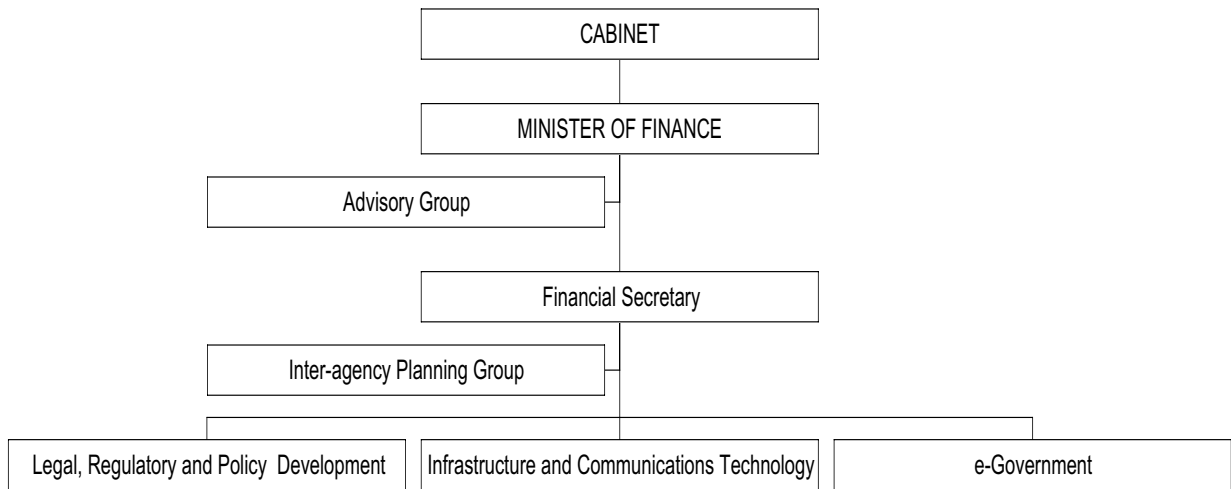 CABINET
MINISTER OF FINANCE
Advisory Group
Financial Secretary
Inter-agency Planning Group
Legal, Regulatory and Policy Development
Infrastructure and Communications Technology
e-Government